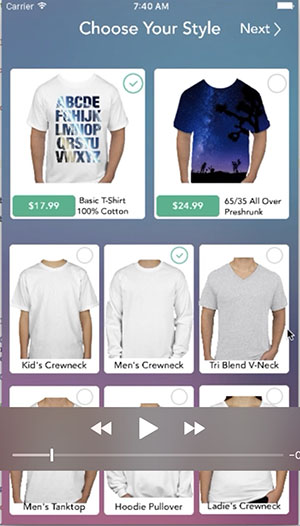 Carrier 7:40 AM
Choose Your Style Next
ABCDE
FGHIJK
LMNOP
QRSTU
VWXYZ
$17.99 Basic T-Shirt
100% Cotton
$24.99 65/35 All Over
Preshrunk
Kid's Crewneck Men's Crewneck Tri Blend V-Neck
Men's Tanktop Hoodie Pullover Ladie's Crewneck